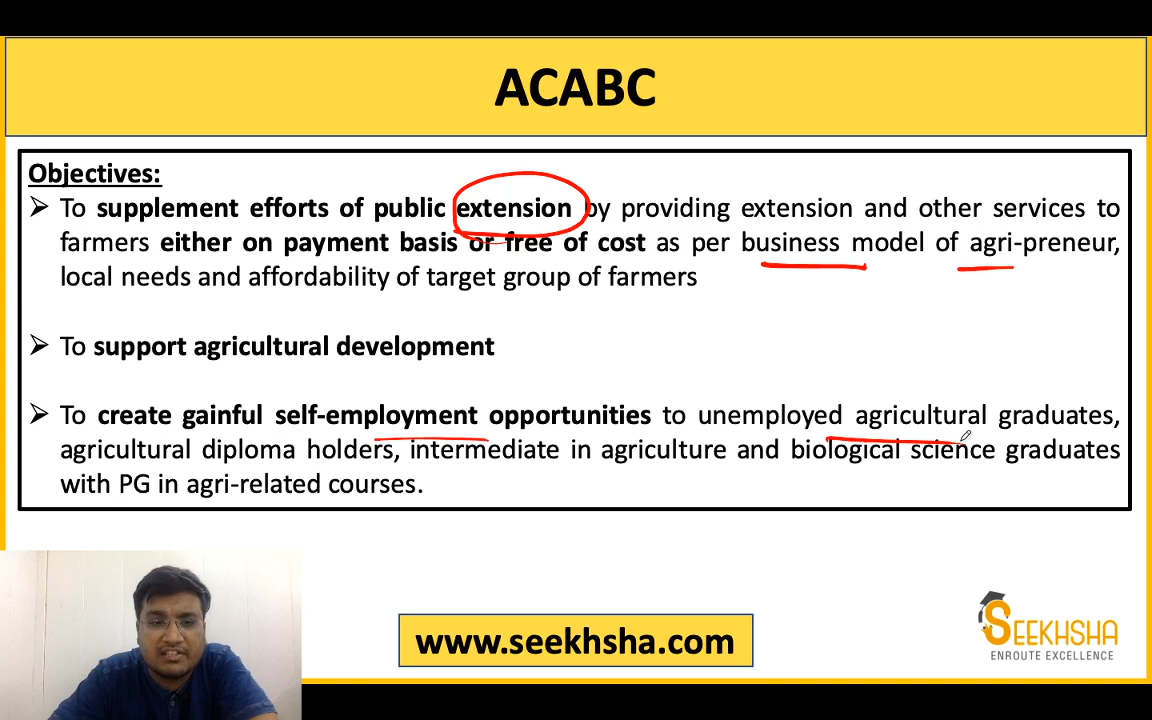 ACABC
Objectives:
➢ To supplement efforts of public extension by providing extension and other services to
farmers either on payment basis or free of cost as per business model of agri-preneur,
local needs and affordability of target group of farmers
➢ To support agricultural development
➢ To create gainful self-employment opportunities to unemployed agricultural graduates,
agricultural diploma holders, intermediate in agriculture and biological science graduates
with PG in agri-related courses.
www.seekhsha.com
SEEKHSHA
ENROUTE EXCELLENCE